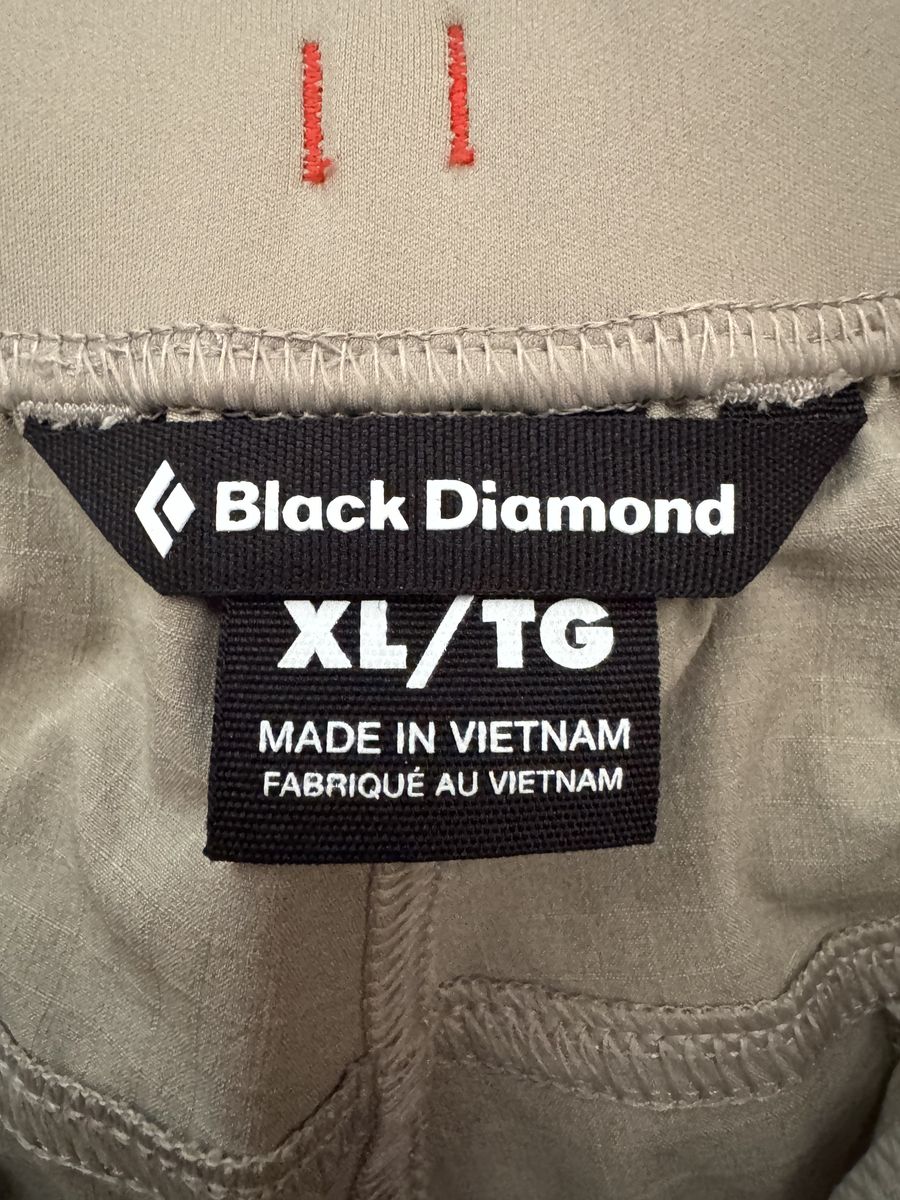 Black Diamond
XL/TG
MADE IN VIETNAM
FABRIQUÉ AU VIETNAM